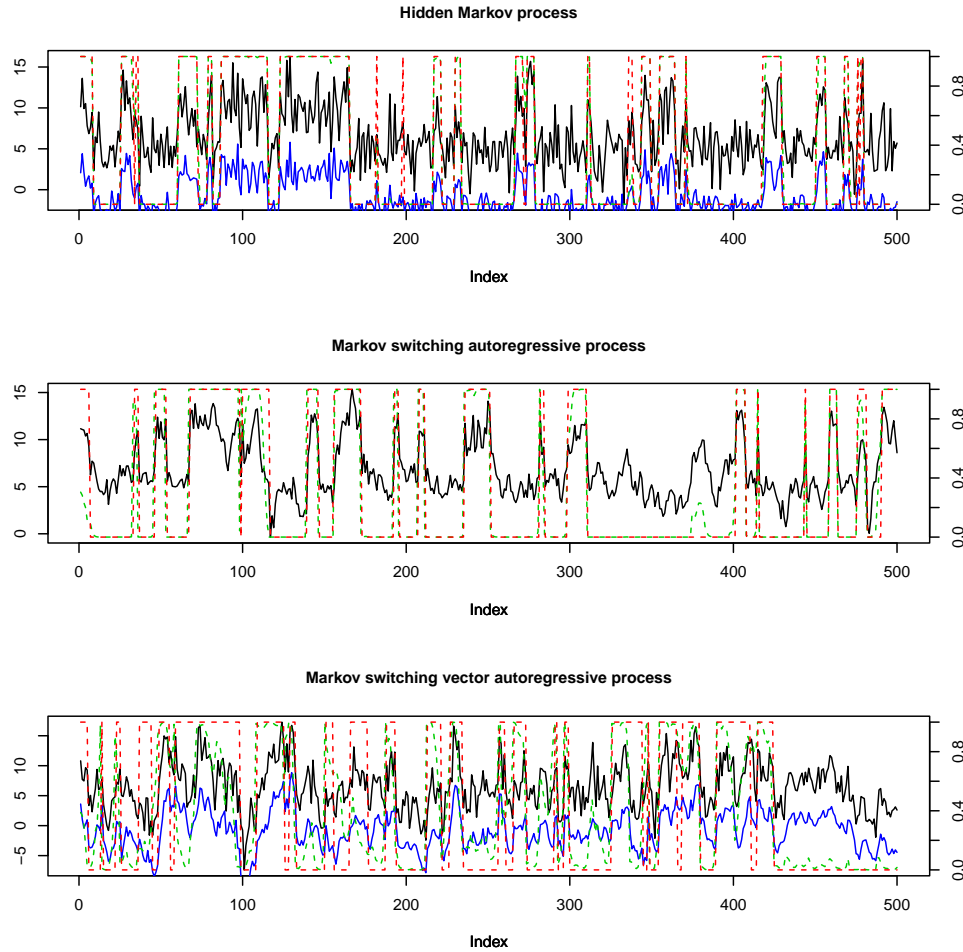 Hidden Markov process
15
10
5
0
0.8
0.4
0.0
0 100 200 300 400 500
Index
Markov switching autoregressive process
15
10
5
0
0.8
0.4
0.0
0 100 200 300 400 500
Index
Markov switching vector autoregressive process
10
5
0
−5
0.8
0.4
0.0
0 100 200 300 400 500
Index